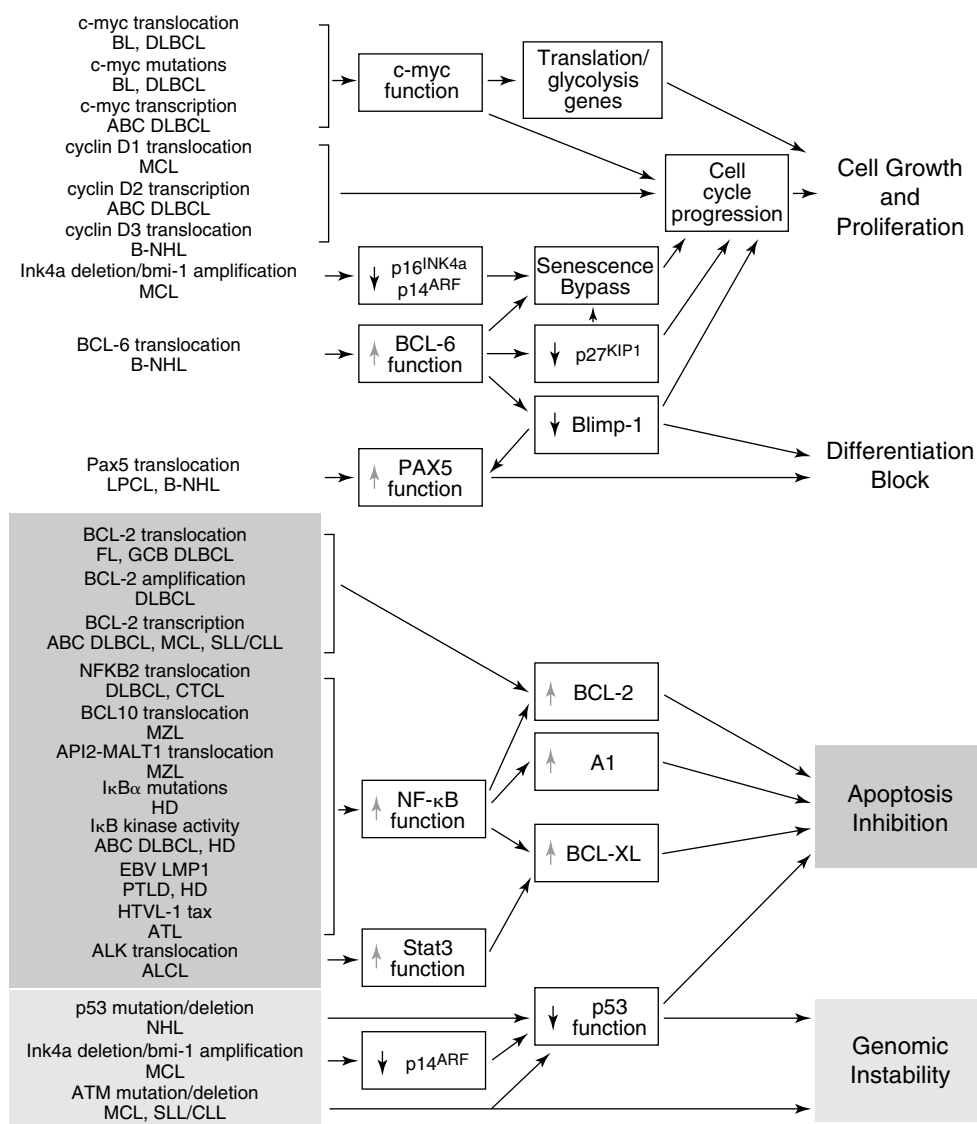 c-myc translocation
BL, DLBCL
c-myc mutations
BL, DLBCL
c-myc transcription
ABC DLBCL
cyclin D1 translocation
MCL
cyclin D2 transcription
ABC DLBCL
cyclin D3 translocation
B-NHL
Ink4a deletion/bmi-1 amplification
MCL
BCL-6 translocation
B-NHL
Pax5 translocation
LPCL, B-NHL
c-myc
function
Translation/
glycolysis
genes
Cell
cycle
progression
Cell Growth
and
Proliferation
↓ p16INK4a
p14ARF
Senescence
Bypass
↑ BCL-6
function
↓ p27KIP1
↓ Blimp-1
↑ PAX5
function
Differentiation
Block
BCL-2 translocation
FL, GCB DLBCL
BCL-2 amplification
DLBCL
BCL-2 transcription
ABC DLBCL, MCL, SLL/CLL
NFKB2 translocation
DLBCL, CTCL
BCL10 translocation
MZL
API2-MALT1 translocation
MZL
IκBα mutations
HD
IκB kinase activity
ABC DLBCL, HD
EBV LMP1
PTLD, HD
HTVL-1 tax
ATL
ALK translocation
ALCL
↑ NF-κB
function
↑ Stat3
function
↑ BCL-2
↑ A1
↑ BCL-XL
Apoptosis
Inhibition
p53 mutation/deletion
NHL
Ink4a deletion/bmi-1 amplification
MCL
ATM mutation/deletion
MCL, SLL/CLL
↓ p14ARF
↓ p53
function
Genomic
Instability